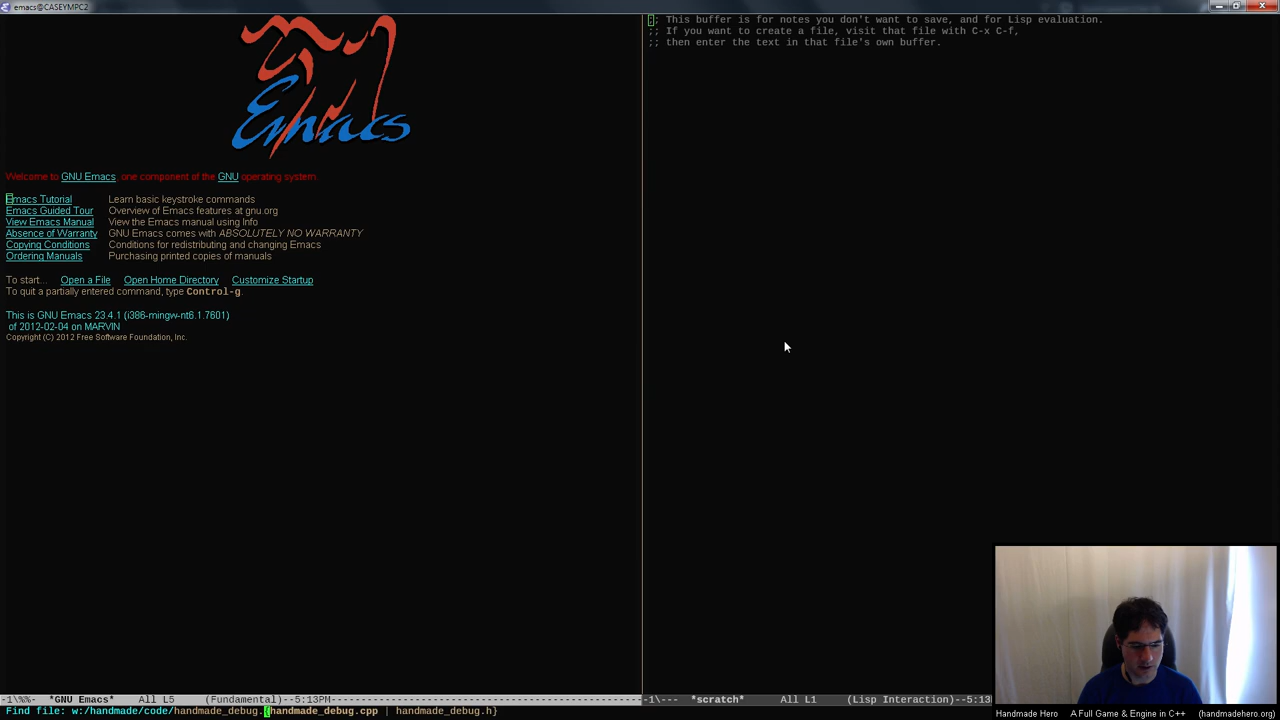 emacs@CASEYMPC2
Emacs
Welcome to GNU Emacs, one component of the GNU operating system.
Emacs Tutorial Learn basic keystroke commands
Emacs Guided Tour Overview of Emacs features at gnu.org
View Emacs Manual View the Emacs manual using Info
Absence of Warranty GNU Emacs comes with ABSOLUTELY NO WARRANTY
Copying Conditions Conditions for redistributing and changing Emacs
Ordering Manuals Purchasing printed copies of manuals
To start... Open a File Open Home Directory Customize Startup
To quit a partially entered command, type Control-g.
This is GNU Emacs 23.4.1 (i386-mingw-nt6.1.7601)
of 2012-02-04 on MARVIN
Copyright (C) 2012 Free Software Foundation, Inc.
;; This buffer is for notes you don't want to save, and for Lisp evaluation.
;; If you want to create a file, visit that file with C-x C-f,
;; then enter the text in that file's own buffer.
-1\%%- *GNU Emacs* All L5 (Fundamental)--5:13PM-----------------------------------
-1\--- *scratch* All L1 (Lisp Interaction)--5:13
Find file: w:/handmade/code/handmade_debug.{handmade_debug.cpp | handmade_debug.h}
Handmade Hero A Full Game & Engine in C++ (handmadehero.org)